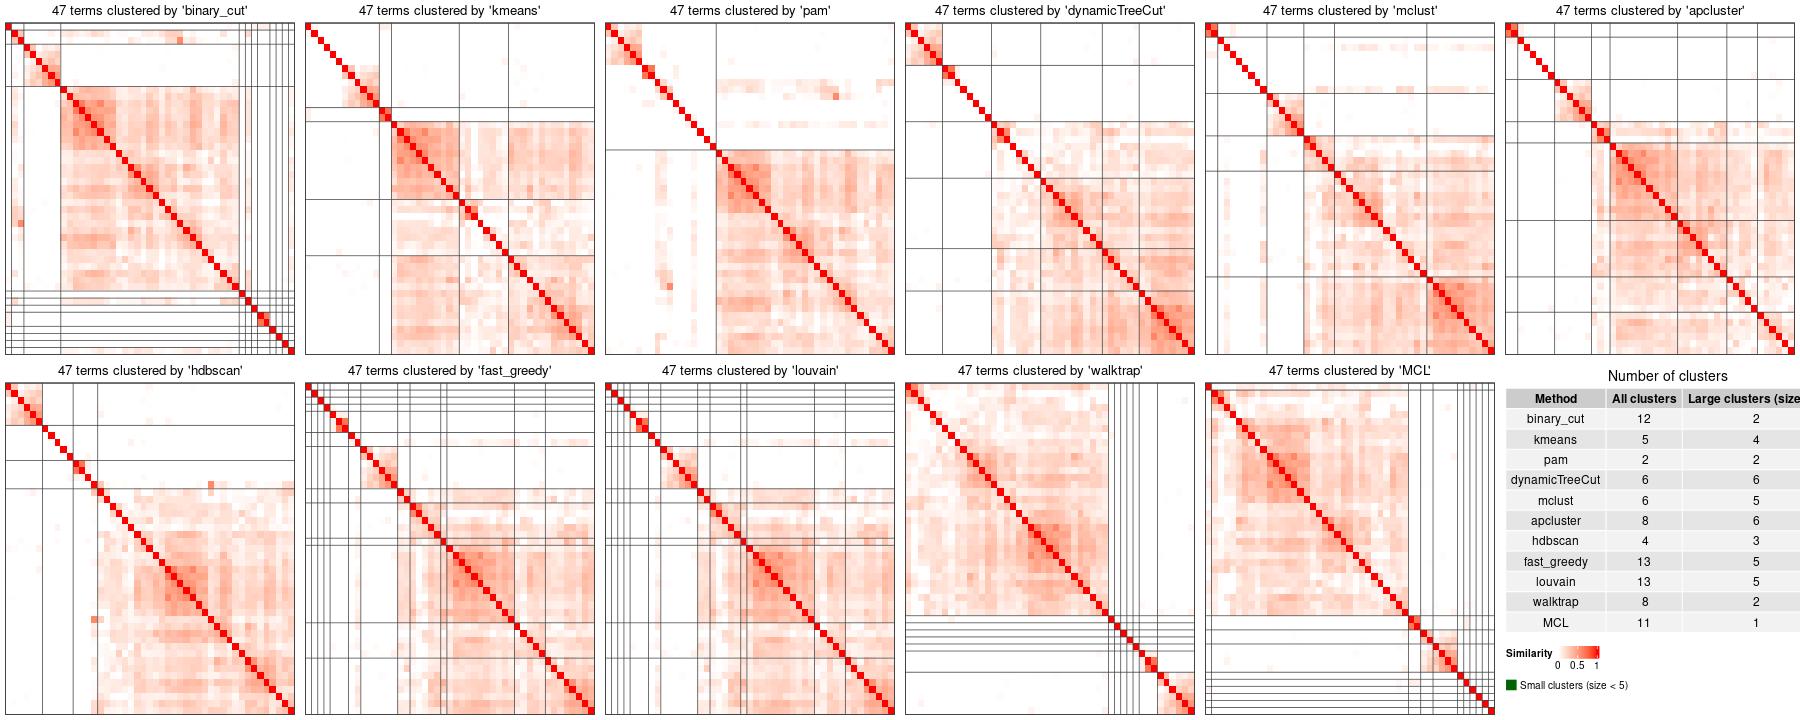 47 terms clustered by 'binary_cut'
47 terms clustered by 'kmeans'
47 terms clustered by 'pam'
47 terms clustered by 'dynamicTreeCut'
47 terms clustered by 'mclust'
47 terms clustered by 'apcluster'
47 terms clustered by 'hdbscan'
47 terms clustered by 'fast_greedy'
47 terms clustered by 'louvain'
47 terms clustered by 'walktrap'
47 terms clustered by 'MCL'
Number of clusters
Method All clusters Large clusters (size
binary_cut 12 2
kmeans 5 4
pam 2 2
dynamicTreeCut 6 6
mclust 6 5
apcluster 8 6
hdbscan 4 3
fast_greedy 13 5
louvain 13 5
walktrap 8 2
MCL 11 1
Similarity
0 0.5 1
Small clusters (size < 5)